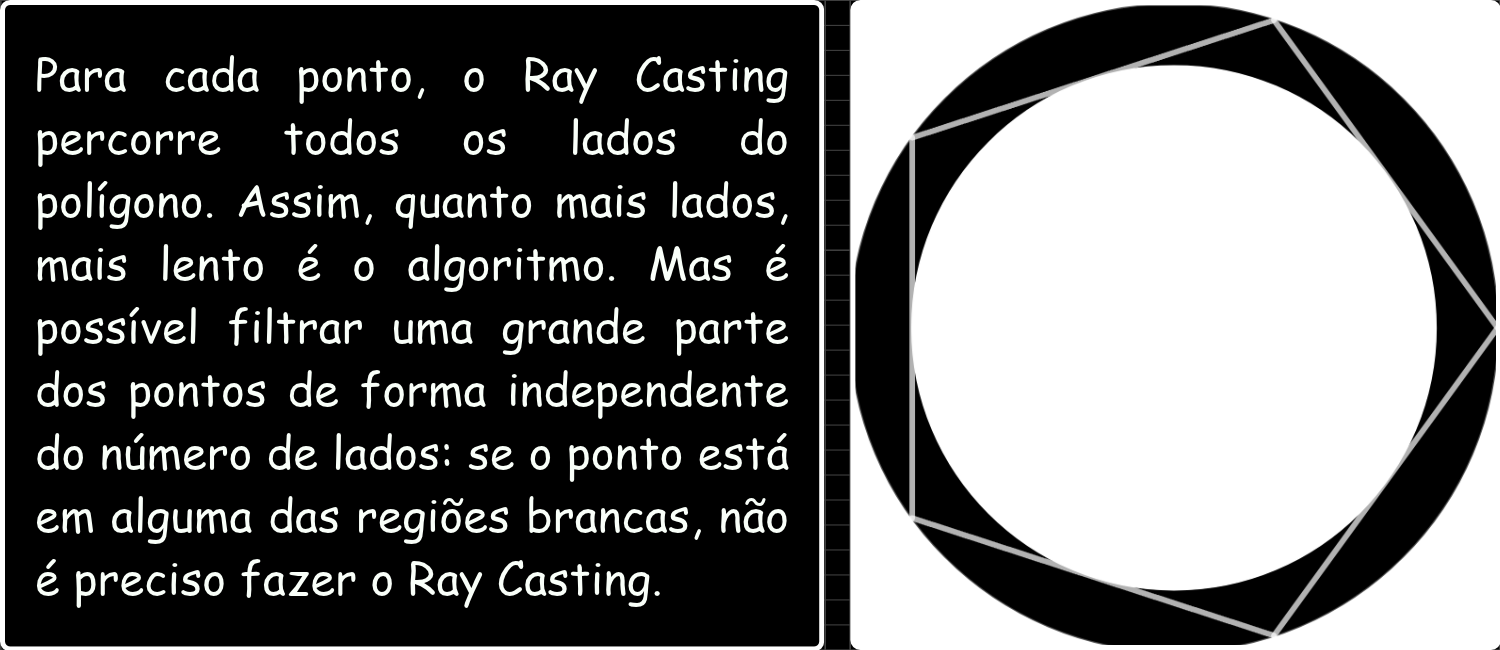 Para cada ponto, o Ray Casting
percorre todos os lados do
polígono. Assim, quanto mais lados,
mais lento é o algoritmo. Mas é
possível filtrar uma grande parte
dos pontos de forma independente
do número de lados: se o ponto está
em alguma das regiões brancas, não
é preciso fazer o Ray Casting.